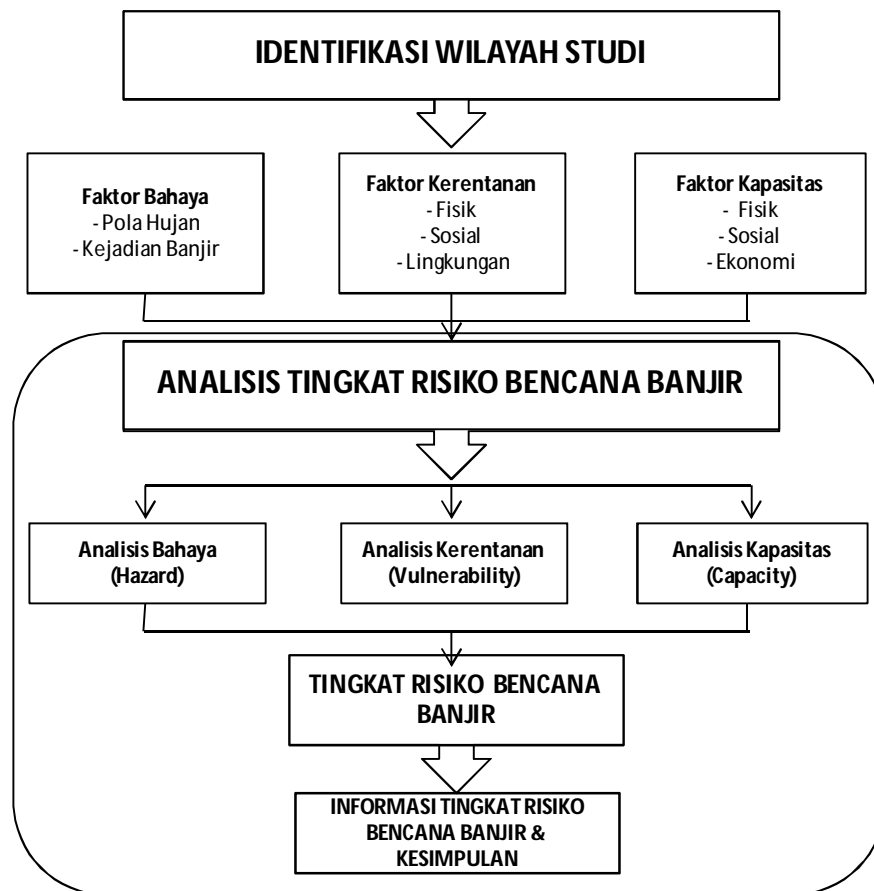 IDENTIFIKASI WILAYAH STUDI
Faktor Bahaya
- Pola Hujan
- Kejadian Banjir
Faktor Kerentanan
- Fisik
- Sosial
- Lingkungan
Faktor Kapasitas
- Fisik
- Sosial
- Ekonomi
ANALISIS TINGKAT RISIKO BENCANA BANJIR
Analisis Bahaya
(Hazard)
Analisis Kerentanan
(Vulnerability)
Analisis Kapasitas
(Capacity)
TINGKAT RISIKO BENCANA
BANJIR
INFORMASI TINGKAT RISIKO
BENCANA BANJIR &
KESIMPULAN